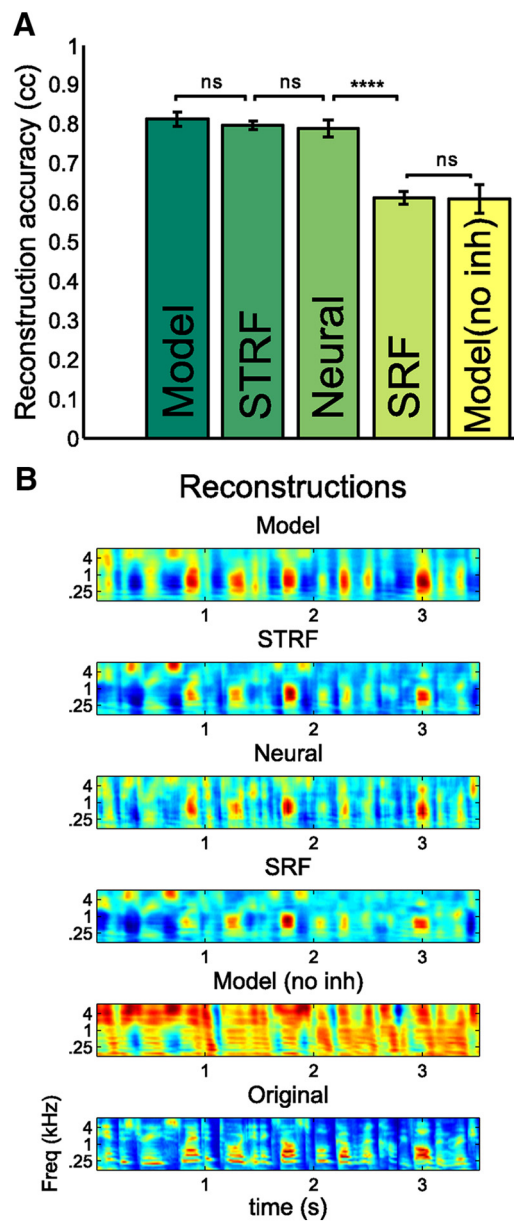 A
Reconstruction accuracy (cc)
1
0.9
0.8
0.7
0.6
0.5
0.4
0.3
0.2
0.1
0
ns
ns
****
ns
Model
STRF
Neural
SRF
Model(no inh)
B
Reconstructions
Model
4
1
.25
1 2 3
STRF
4
1
.25
1 2 3
Neural
4
1
.25
1 2 3
SRF
4
1
.25
1 2 3
Model (no inh)
4
1
.25
1 2 3
Original
Freq (kHz)
4
1
.25
1 2 3
time (s)